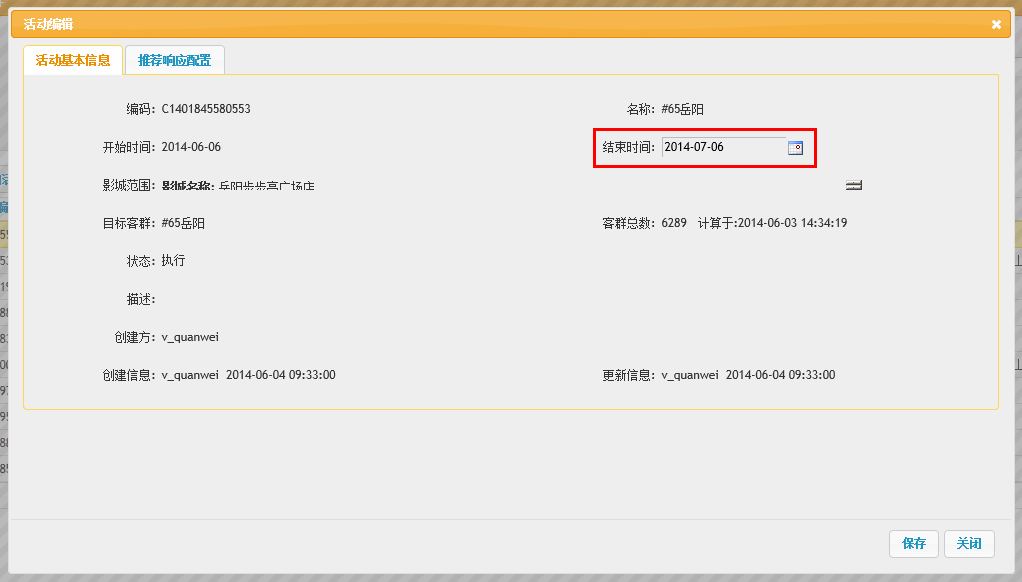 活动编辑
活动基本信息 推荐响应配置
编码: C1401845580553 名称: #65岳阳
开始时间: 2014-06-06 结束时间: 2014-07-06
影城范围: 影城名称: 岳阳步步高广场店
目标客群: #65岳阳 客群总数: 6289 计算于:2014-06-03 14:34:19
状态: 执行
描述:
创建方: v_quanwei
创建信息: v_quanwei 2014-06-04 09:33:00 更新信息: v_quanwei 2014-06-04 09:33:00
保存 关闭